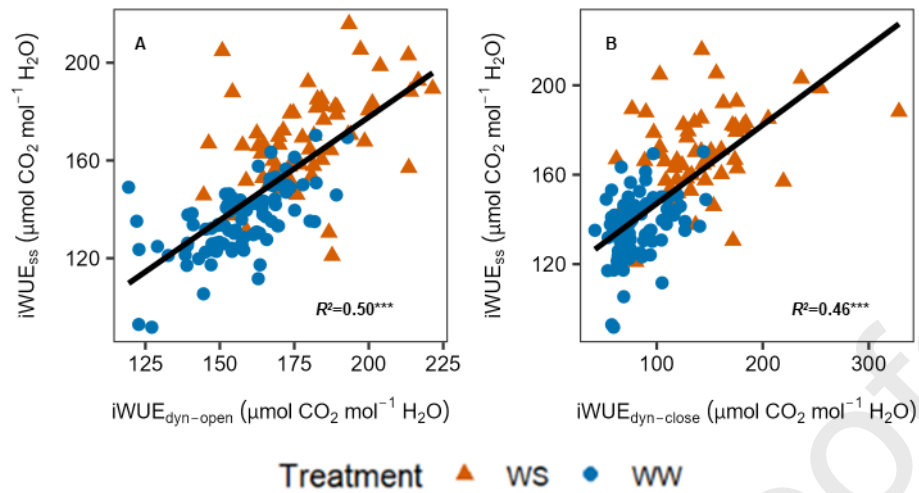 A
B
200
160
120
200
160
120
iWUEss (μmol CO2 mol−1 H2O)
iWUEss (μmol CO2 mol−1 H2O)
R²=0.50***
R²=0.46***
125 150 175 200 225
100 200 300
iWUEdyn−open (μmol CO2 mol−1 H2O)
iWUEdyn−close (μmol CO2 mol−1 H2O)
Treatment WS WW